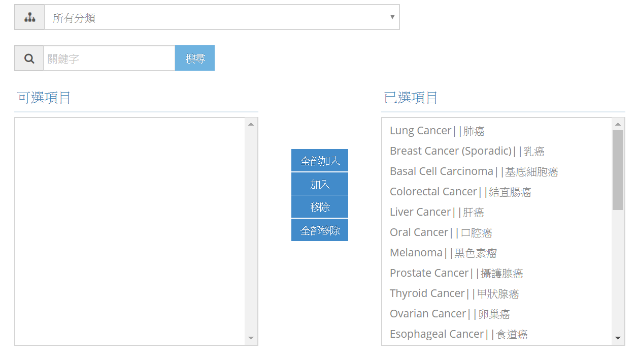 所有分類
關鍵字
搜尋
可選項目
已選項目
全部加入
加入
移除
全部移除
Lung Cancer||肺癌
Breast Cancer (Sporadic)||乳癌
Basal Cell Carcinoma||基底細胞癌
Colorectal Cancer||結直腸癌
Liver Cancer||肝癌
Oral Cancer||口腔癌
Melanoma||黑色素瘤
Prostate Cancer||攝護腺癌
Thyroid Cancer||甲狀腺癌
Ovarian Cancer||卵巢癌
Esophageal Cancer||食道癌